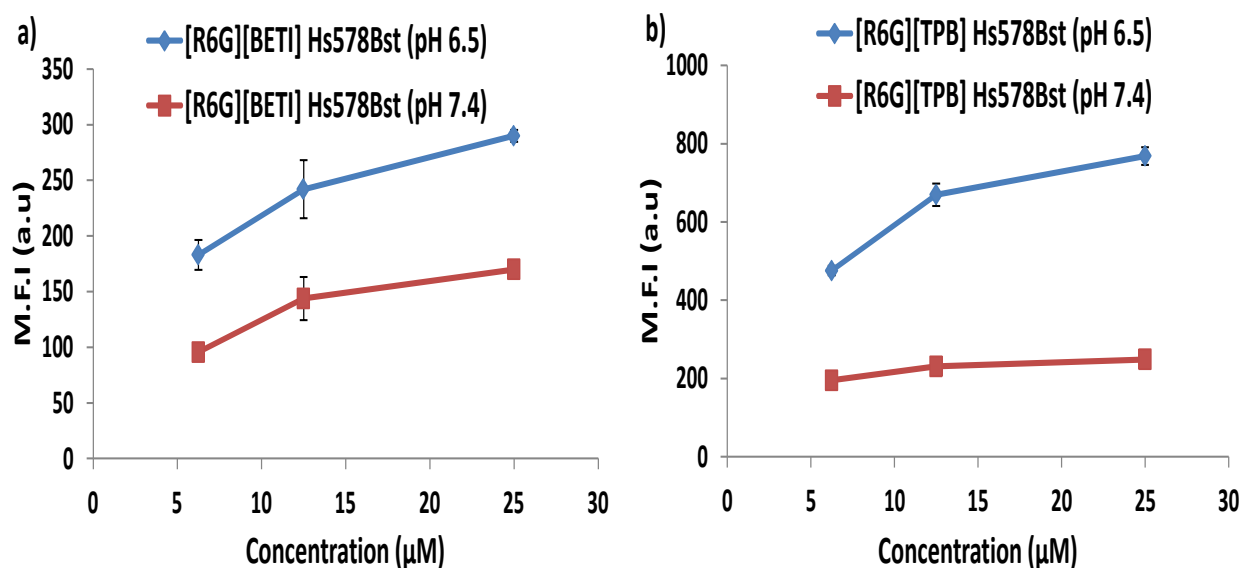 a)
[R6G][BETI] Hs578Bst (pH 6.5)
[R6G][BETI] Hs578Bst (pH 7.4)
350
300
250
200
150
100
50
0
M.F.I (a.u)
0 5 10 15 20 25 30
Concentration (µM)
b)
[R6G][TPB] Hs578Bst (pH 6.5)
[R6G][TPB] Hs578Bst (pH 7.4)
1000
800
600
400
200
0
M.F.I (a.u)
0 5 10 15 20 25 30
Concentration (µM)